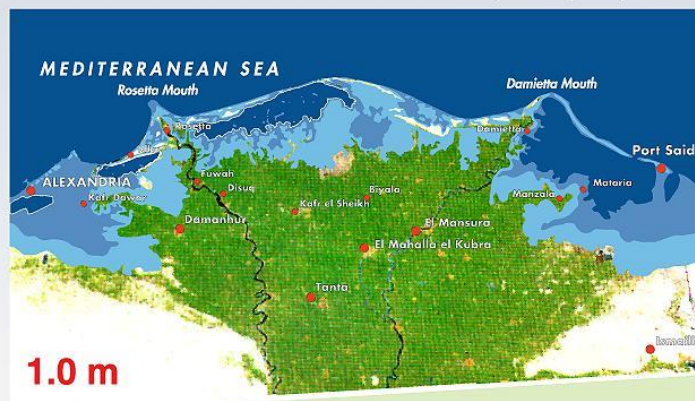 MEDITERRANEAN SEA
Rosetta Mouth
Damietta Mouth
Rosetta
Damietta
Port Said
ALEXANDRIA
Fuwah
Disuq
Biyala
Manzala
Mataria
Kafr Dawar
Kafr el Sheikh
Damanhur
El Mansura
El Mahalla el Kubra
Tanta
1.0 m